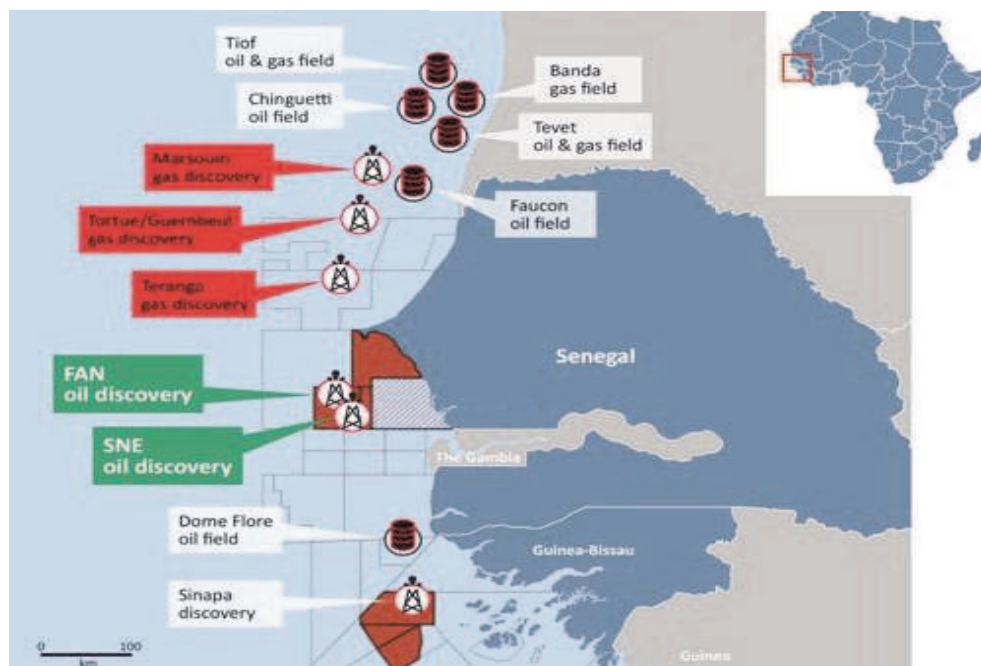 Tiof
oil & gas field
Banda
gas field
Chinguetti
oil field
Tevet
oil & gas field
Marsouin
gas discovery
Faucon
oil field
Tortue/Guembeul
gas discovery
Teranga
gas discovery
Senegal
FAN
oil discovery
SNE
oil discovery
The Gambia
Dome Flore
oil field
Guinea-Bissau
Sinapa
discovery
Guinea
0 100
km